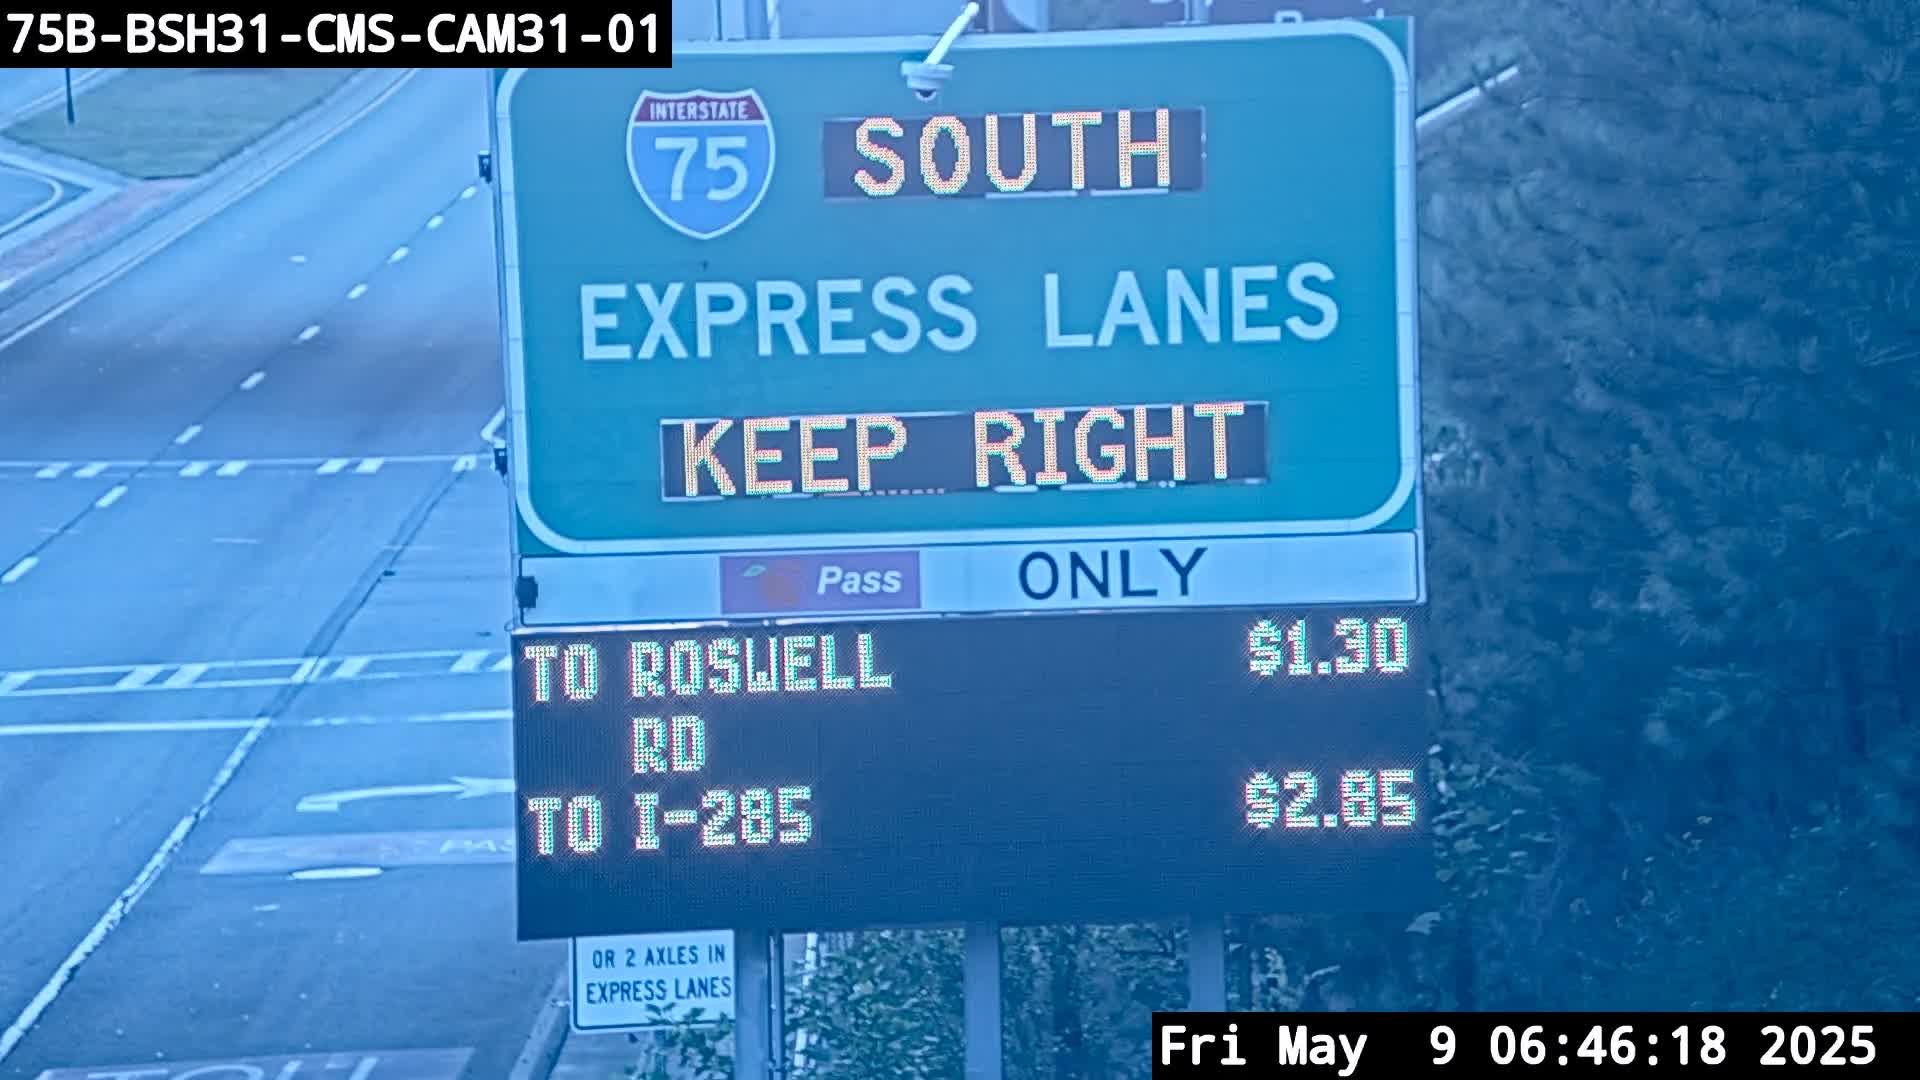 75B-BSH31-CMS-CAM31-01
INTERSTATE
75
SOUTH
EXPRESS LANES
KEEP RIGHT
Pass ONLY
TO ROSWELL $1.30
RD
TO I-285 $2.85
OR 2 AXLES IN
EXPRESS LANES
Fri May 9 06:46:18 2025